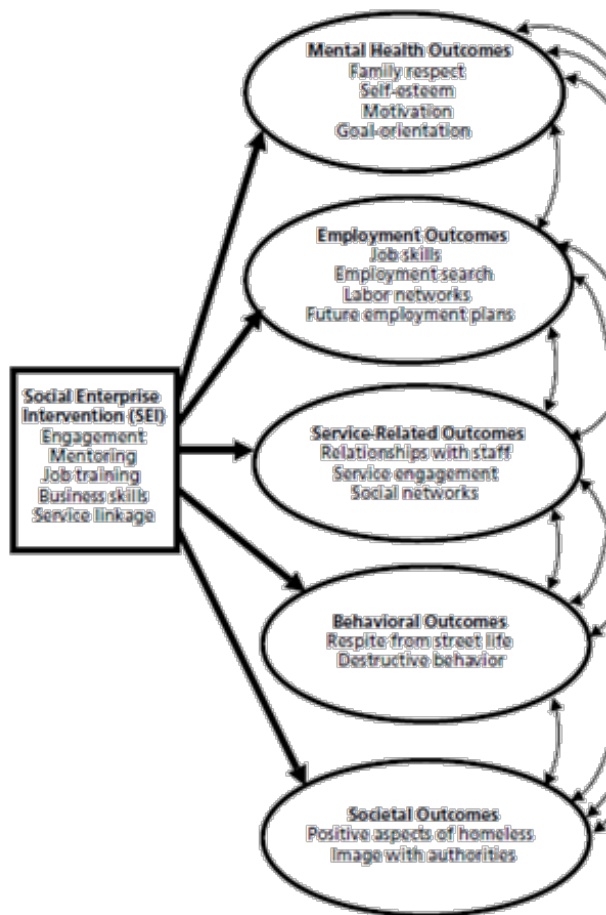 Mental Health Outcomes
Family respect
Self-esteem
Motivation
Goal-orientation
Employment Outcomes
Job skills
Employment search
Labor networks
Future employment plans
Social Enterprise
Intervention (SEI)
Engagement
Mentoring
Job training
Business skills
Service linkage
Service-Related Outcomes
Relationships with staff
Service engagement
Social networks
Behavioral Outcomes
Respite from street life
Destructive behavior
Societal Outcomes
Positive aspects of homeless
Image with authorities